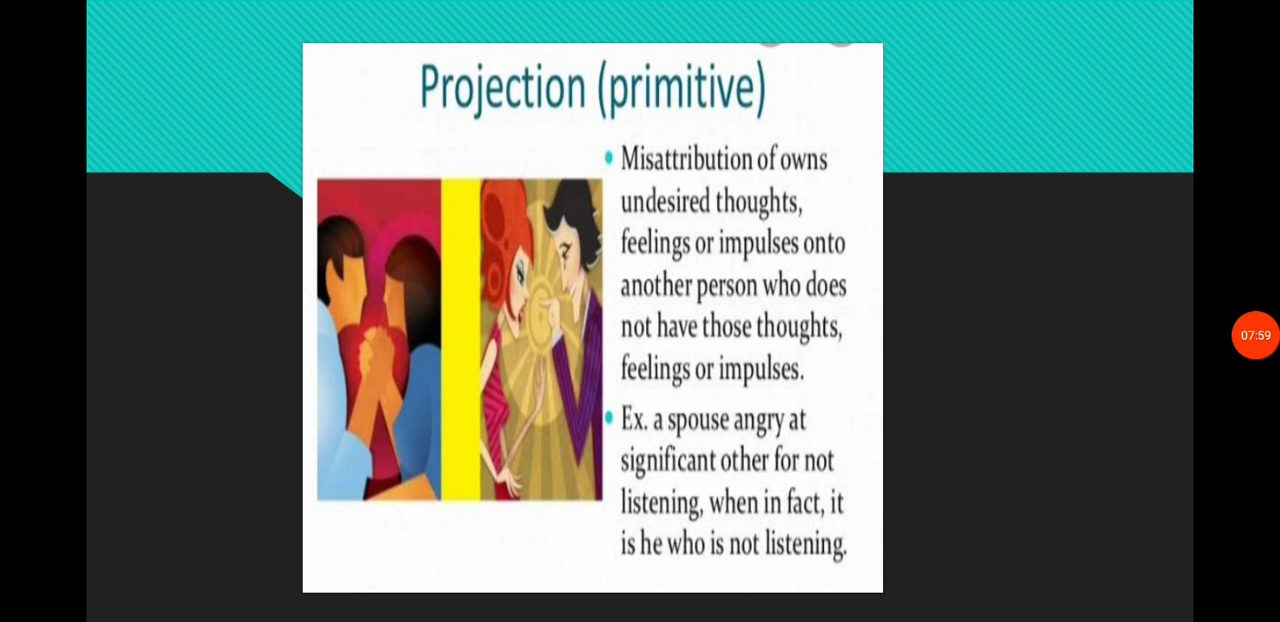 Projection (primitive)
• Misattribution of owns
undesired thoughts,
feelings or impulses onto
another person who does
not have those thoughts,
feelings or impulses.
• Ex. a spouse angry at
significant other for not
listening, when in fact, it
is he who is not listening.
07:59